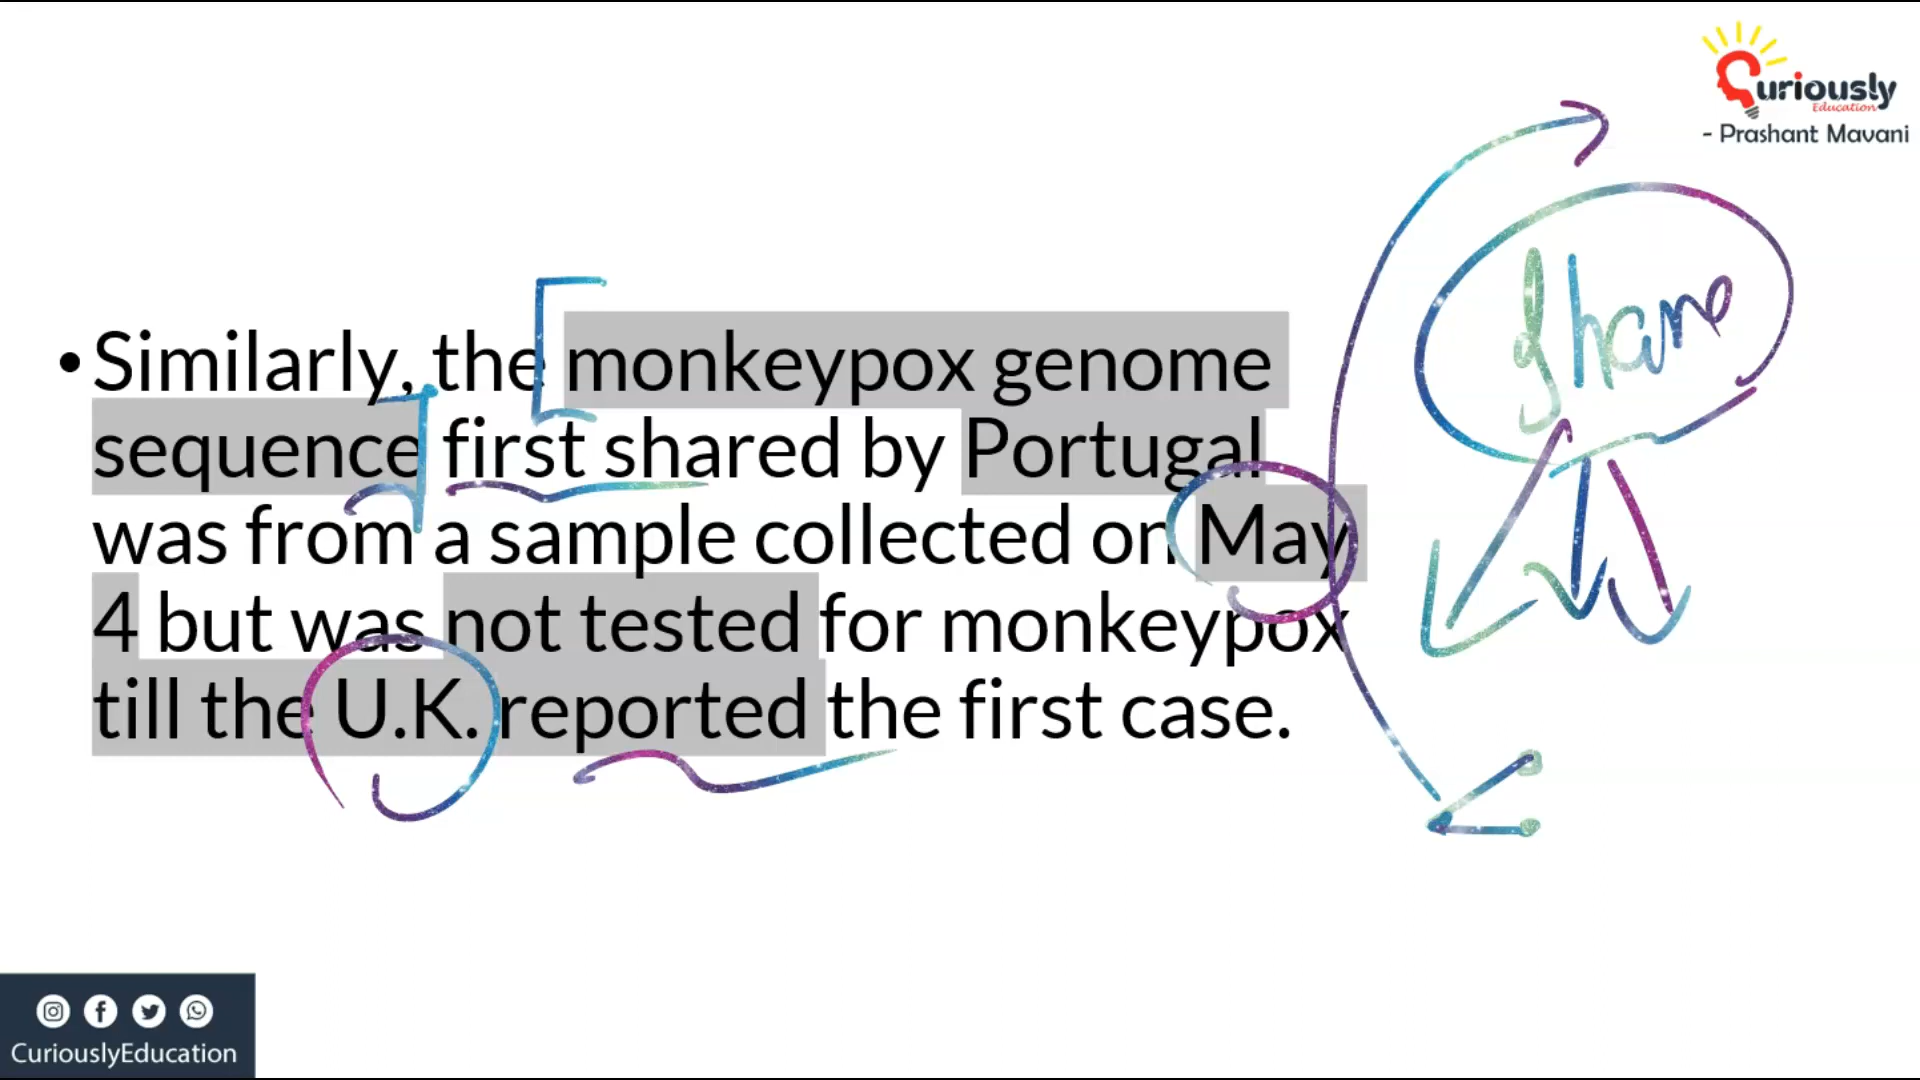 Curiously
Education
- Prashant Mavani
Share
• Similarly, the monkeypox genome
sequence first shared by Portugal
was from a sample collected on May
4 but was not tested for monkeypox
till the U.K. reported the first case.
CuriouslyEducation